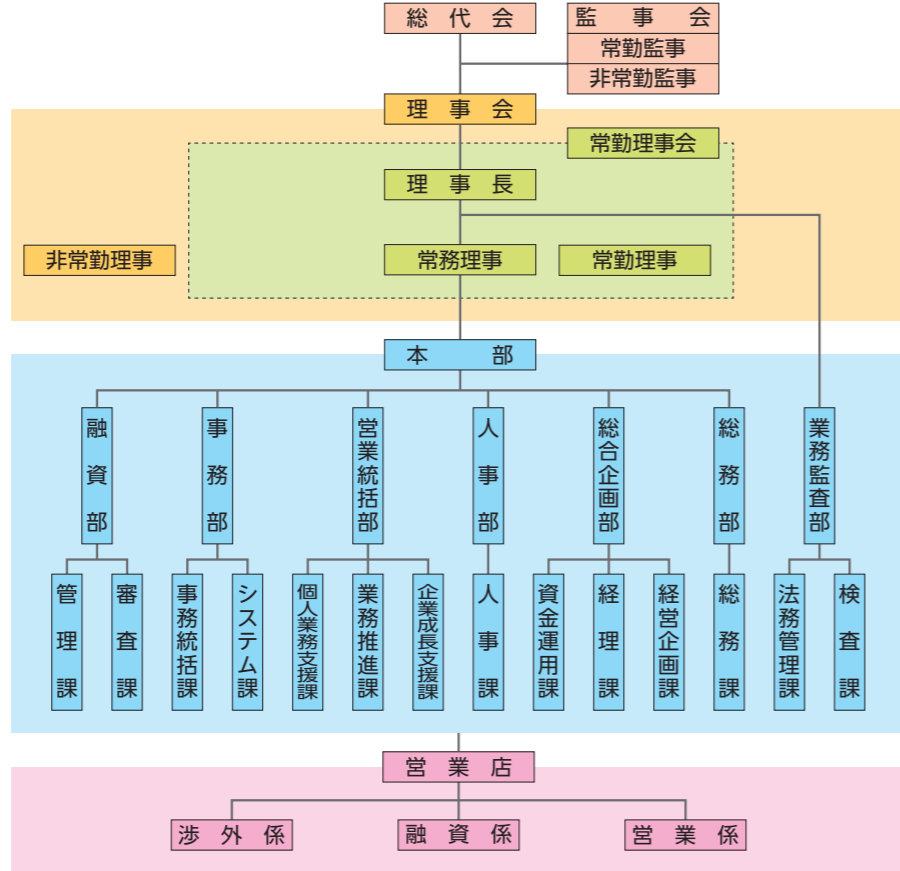 総代会
監事会
常勤監事
非常勤監事
理事会
常勤理事会
理事長
非常勤理事
常務理事
常勤理事
本部
融資部
事務部
営業統括部
人事部
総合企画部
総務部
業務監査部
管理課
審査課
事務統括課
システム課
個人業務支援課
業務推進課
企業成長支援課
人事課
資金運用課
経理課
経営企画課
総務課
法務管理課
検査課
営業店
渉外係
融資係
営業係